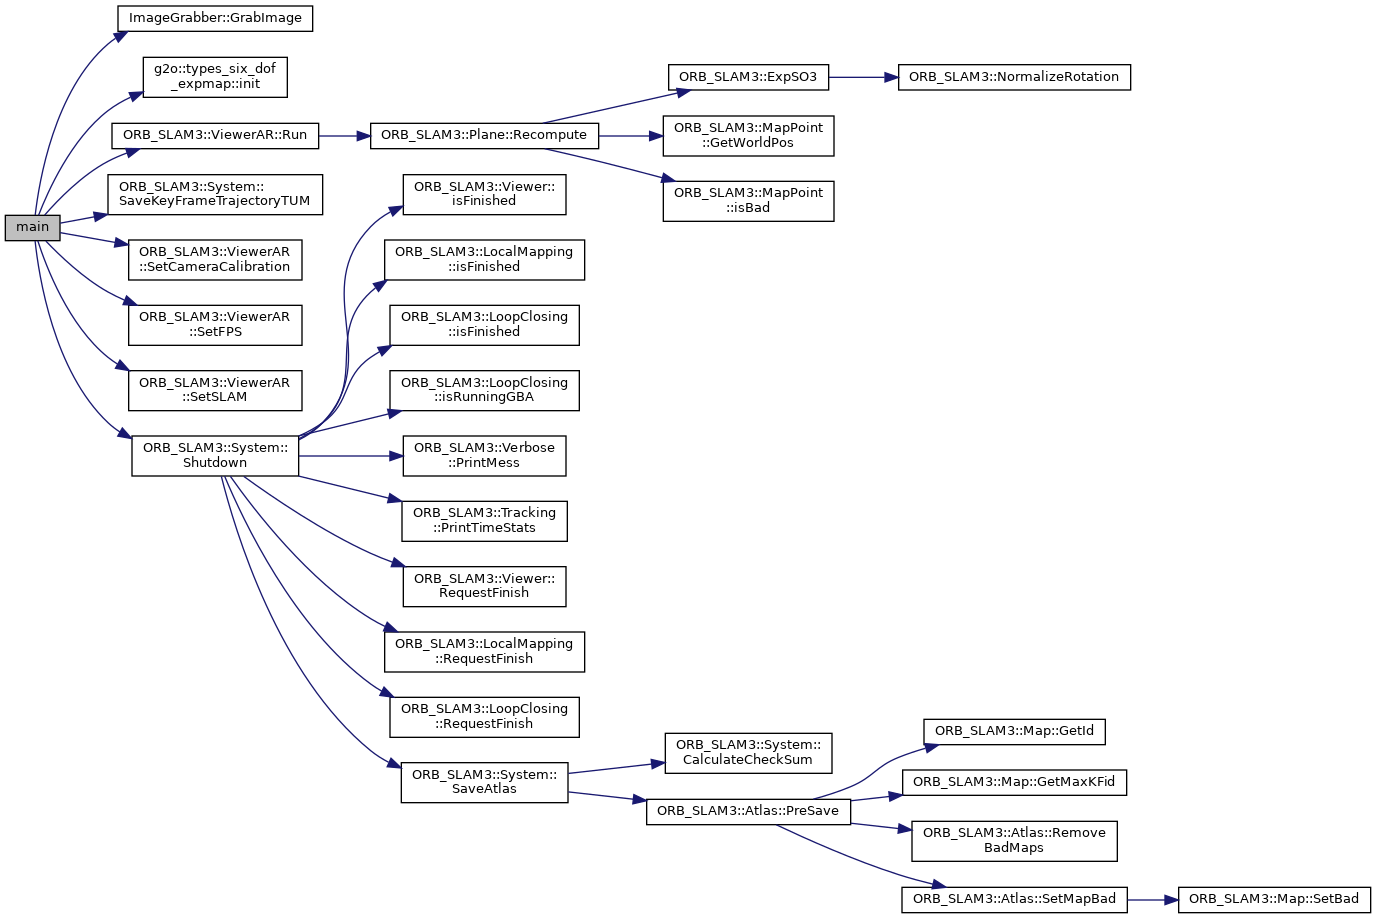 ImageGrabber::GrabImage
g2o::types_six_dof
_expmap::init
ORB_SLAM3::ViewerAR::Run
ORB_SLAM3::System::
SaveKeyFrameTrajectoryTUM
main
ORB_SLAM3::ViewerAR
::SetCameraCalibration
ORB_SLAM3::ViewerAR
::SetFPS
ORB_SLAM3::ViewerAR
::SetSLAM
ORB_SLAM3::System::
Shutdown
ORB_SLAM3::Plane::Recompute
ORB_SLAM3::ExpSO3
ORB_SLAM3::NormalizeRotation
ORB_SLAM3::MapPoint
::GetWorldPos
ORB_SLAM3::MapPoint
::isBad
ORB_SLAM3::Viewer::
isFinished
ORB_SLAM3::LocalMapping
::isFinished
ORB_SLAM3::LoopClosing
::isFinished
ORB_SLAM3::LoopClosing
::isRunningGBA
ORB_SLAM3::Verbose
::PrintMess
ORB_SLAM3::Tracking
::PrintTimeStats
ORB_SLAM3::Viewer::
RequestFinish
ORB_SLAM3::LocalMapping
::RequestFinish
ORB_SLAM3::LoopClosing
::RequestFinish
ORB_SLAM3::System::
SaveAtlas
ORB_SLAM3::System::
CalculateCheckSum
ORB_SLAM3::Atlas::PreSave
ORB_SLAM3::Map::GetId
ORB_SLAM3::Map::GetMaxKFid
ORB_SLAM3::Atlas::Remove
BadMaps
ORB_SLAM3::Atlas::SetMapBad
ORB_SLAM3::Map::SetBad